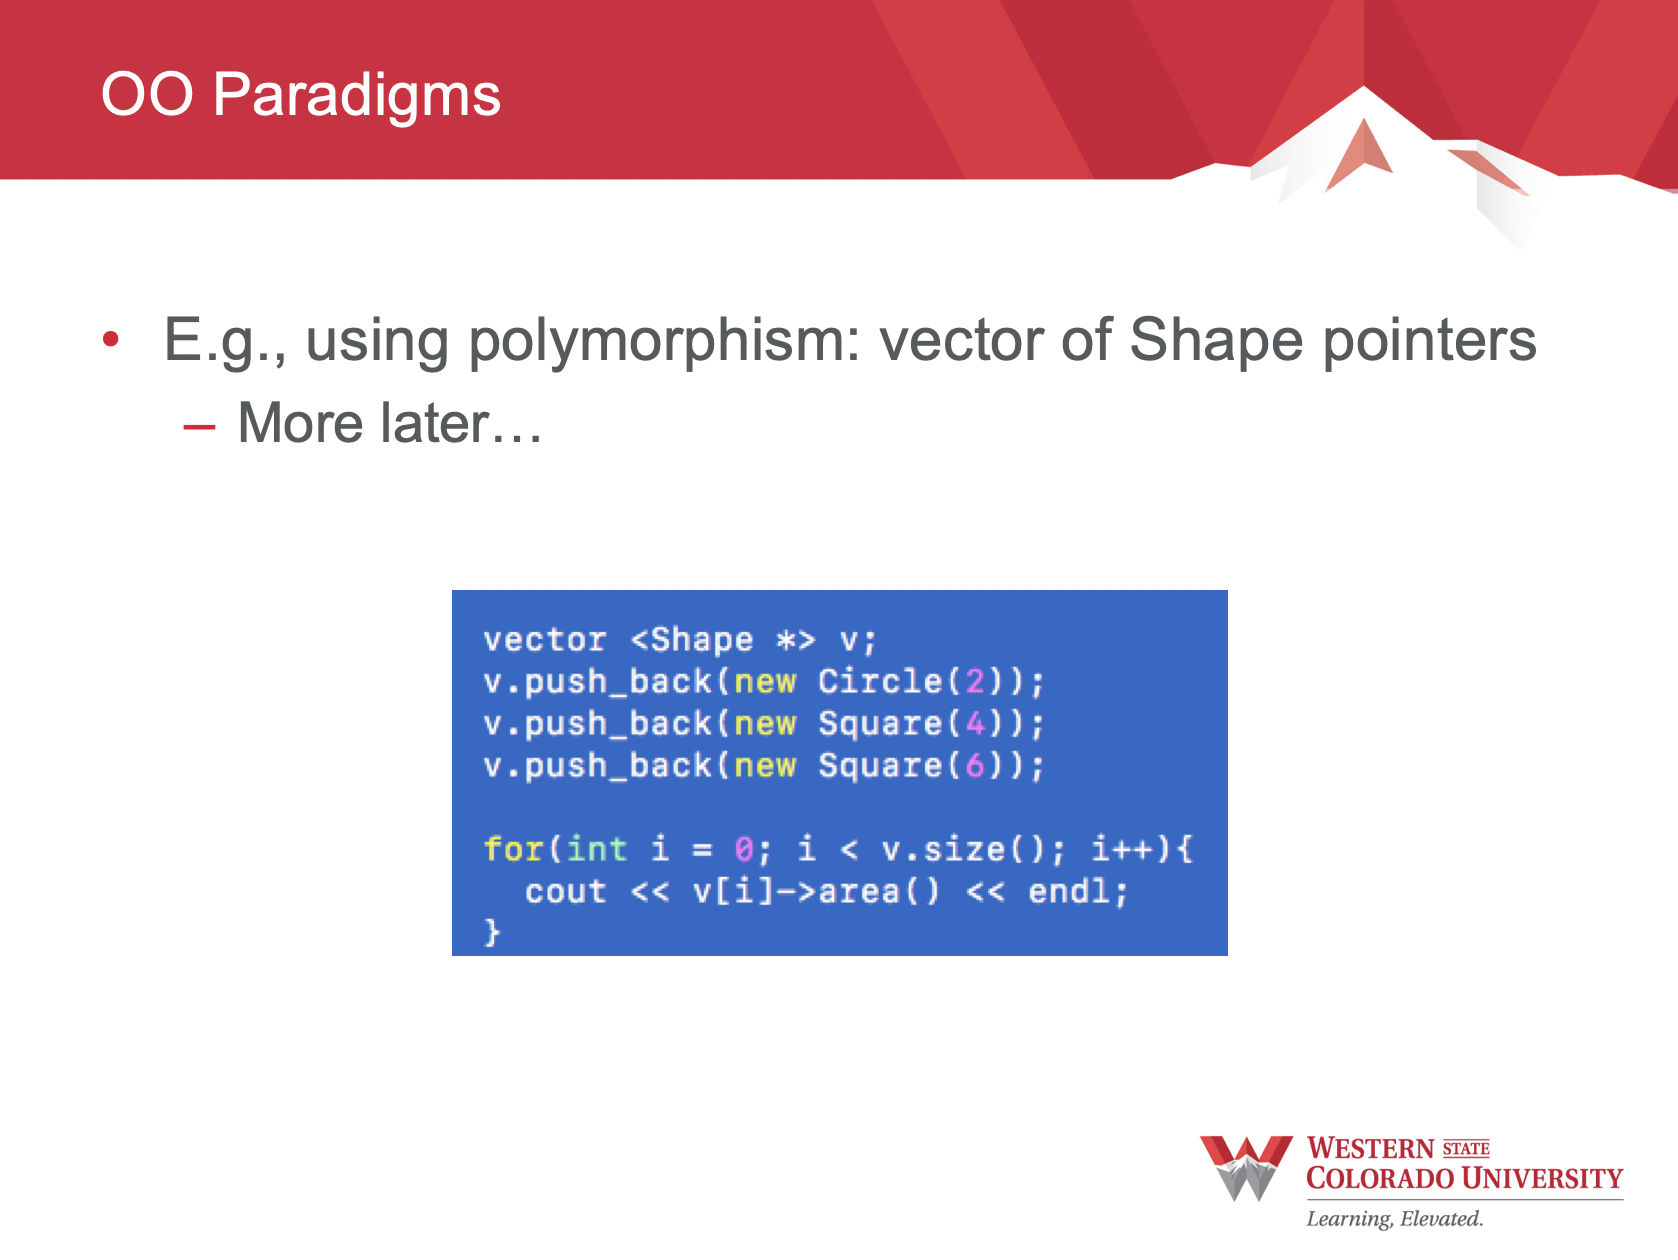 OO Paradigms
• E.g., using polymorphism: vector of Shape pointers
– More later…
vector <Shape *> v;
v.push_back(new Circle(2));
v.push_back(new Square(4));
v.push_back(new Square(6));
for(int i = 0; i < v.size(); i++){
cout << v[i]->area() << endl;
}
WESTERN STATE
COLORADO UNIVERSITY
Learning, Elevated.